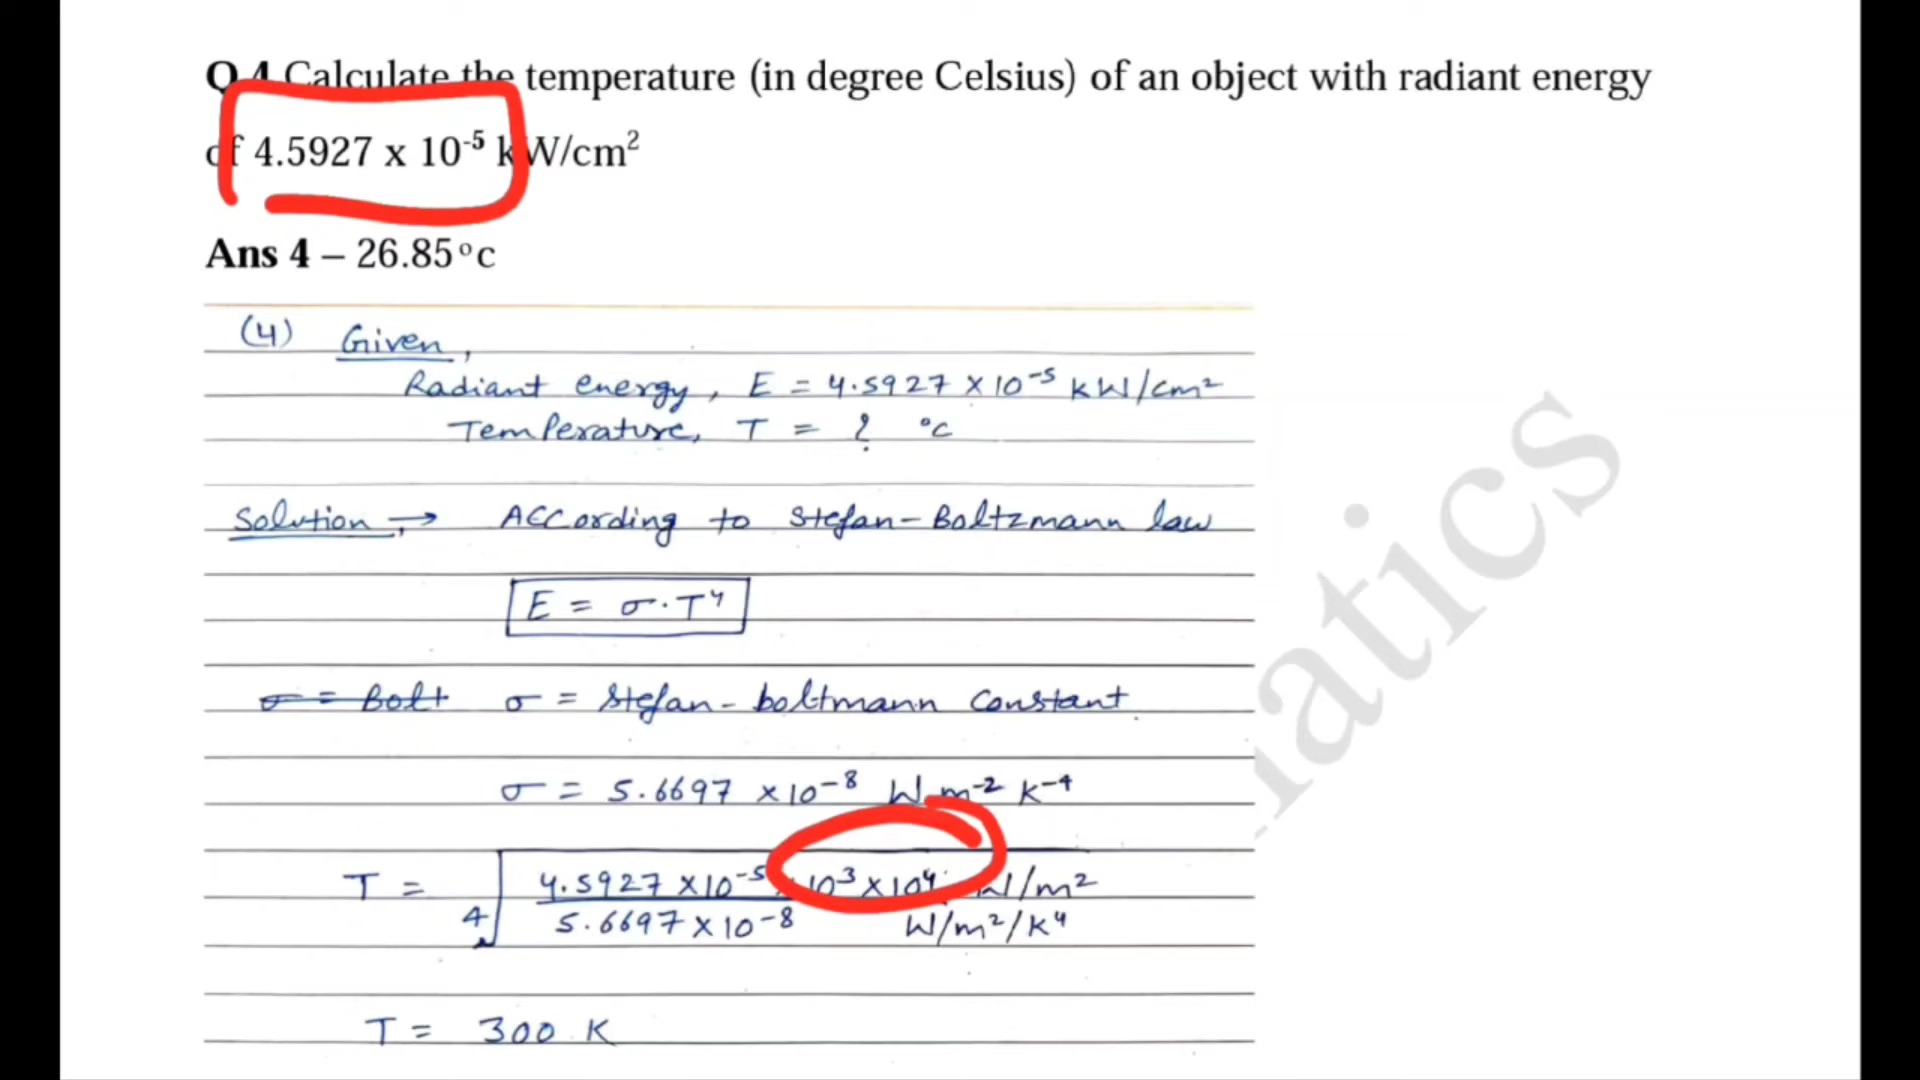 Q.4 Calculate the temperature (in degree Celsius) of an object with radiant energy
of 4.5927 x 10⁻⁵ kW/cm²
Ans 4 – 26.85°c
(4) Given,
Radiant energy, E = 4.5927 × 10⁻⁵ kW/cm²
Temperature, T = ? °C
Solution, → According to Stefan-Boltzmann law
E = σ·T⁴
σ = Bolt σ = Stefan-boltmann constant.
σ = 5.6697 × 10⁻⁸ W m⁻² K⁻⁴
T = 4√ 4.5927 × 10⁻⁵ × 10³ × 10⁴ W/m²
5.6697 × 10⁻⁸ W/m²/K⁴
T = 300 K
atics